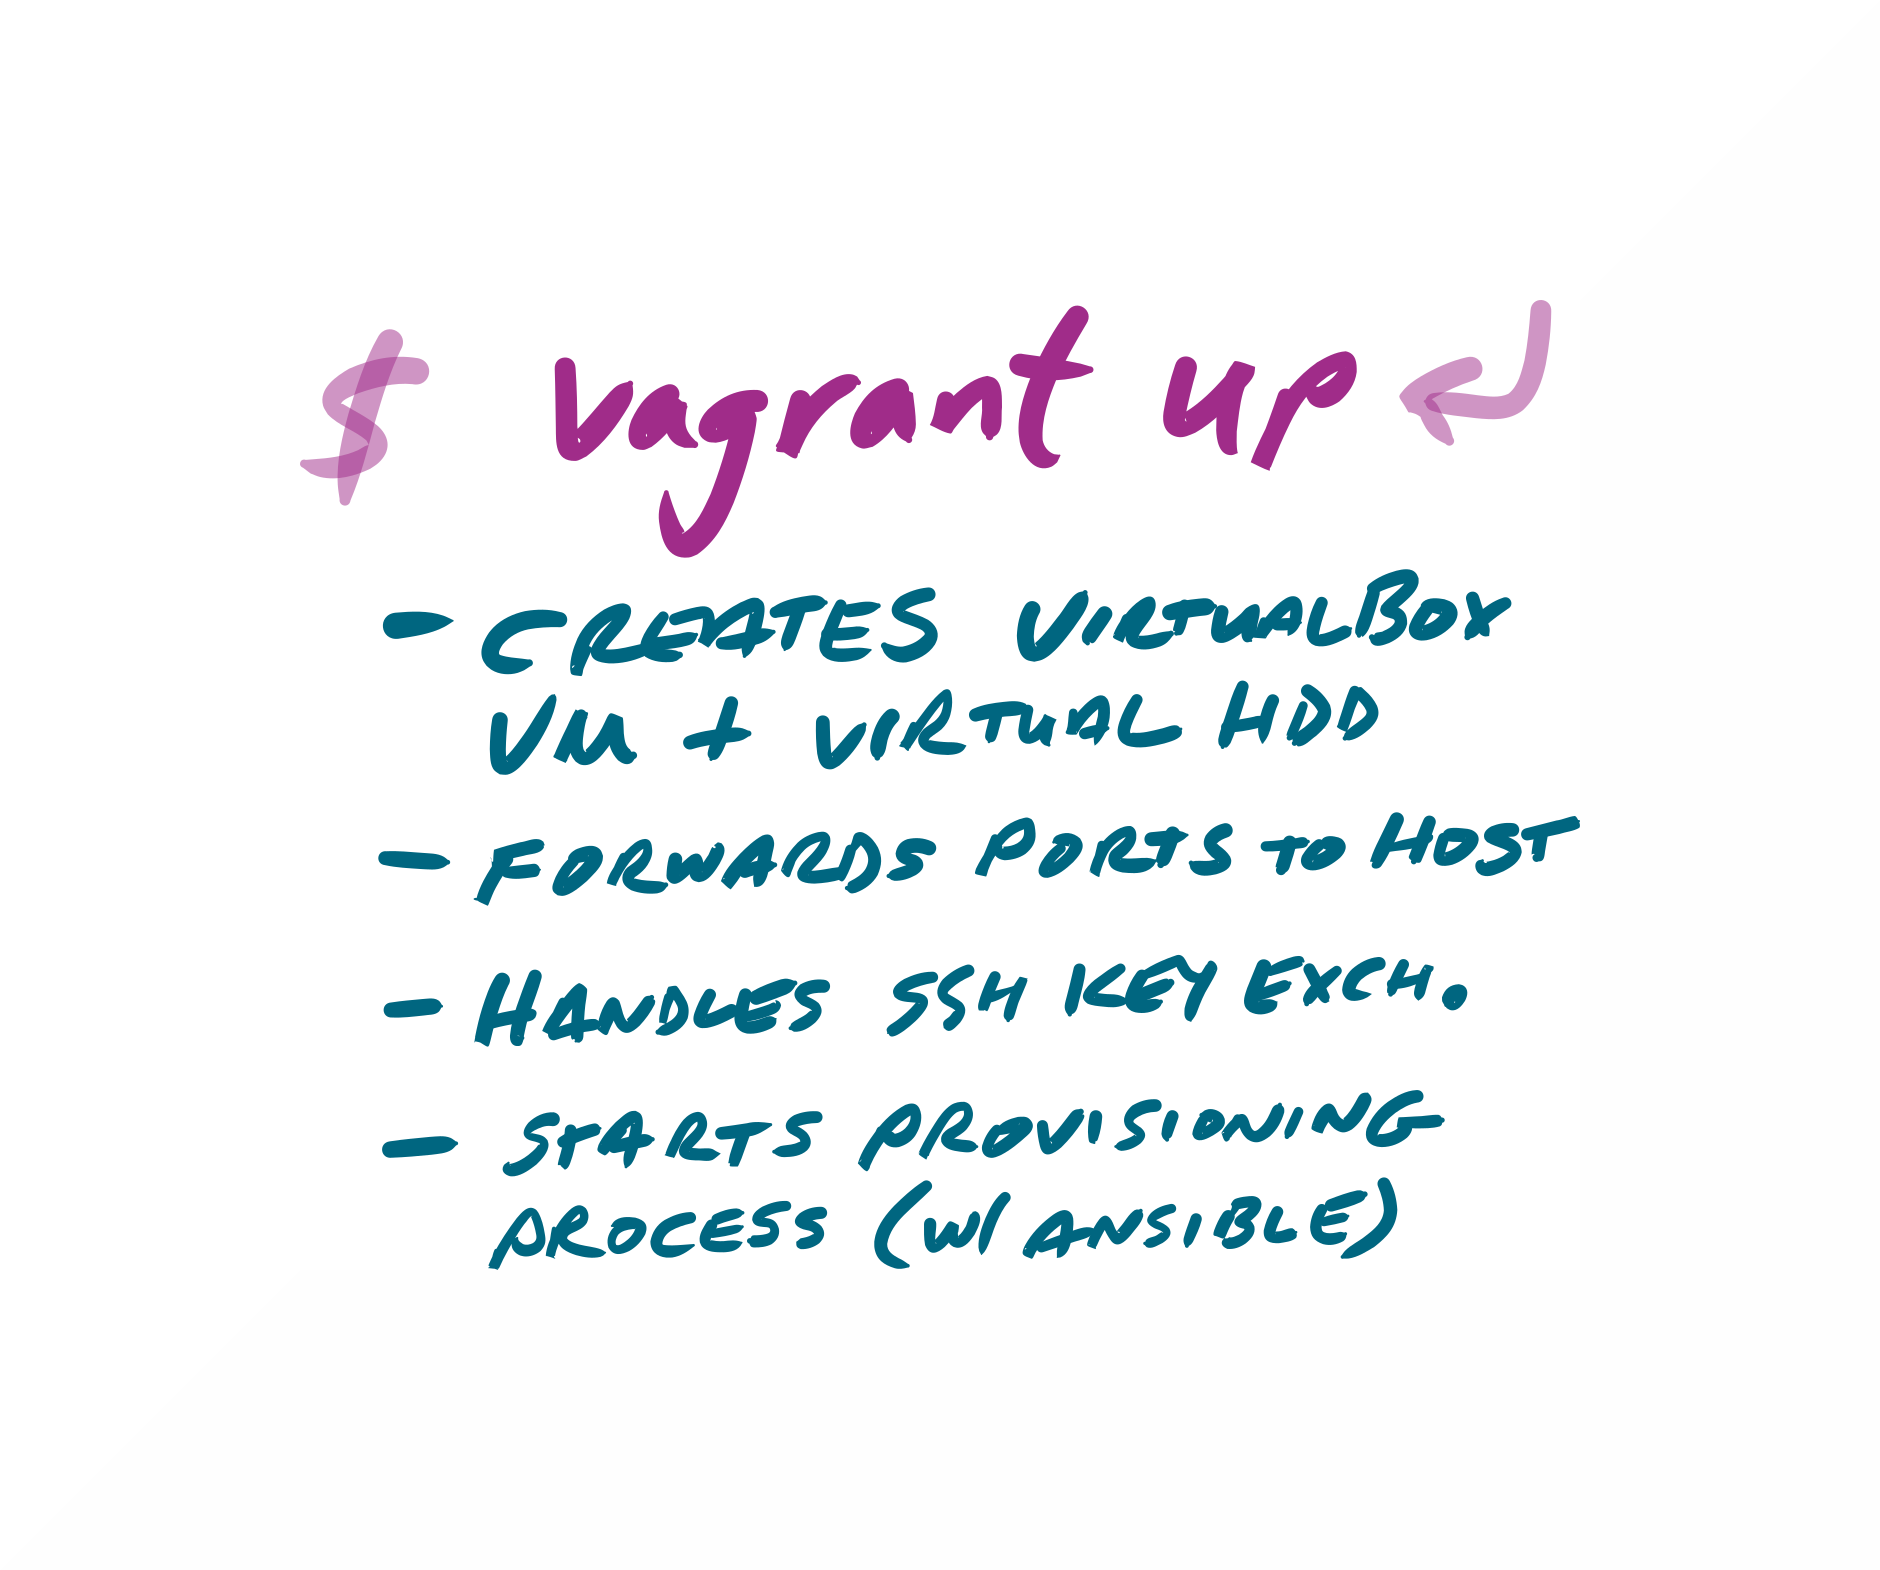 $ vagrant up ↵
- CREATES VIRTUALBOX
VM + VIRTUAL HDD
- FORWARDS PORTS TO HOST
- HANDLES SSH KEY EXCH.
- STARTS PROVISIONING
PROCESS (W/ ANSIBLE)